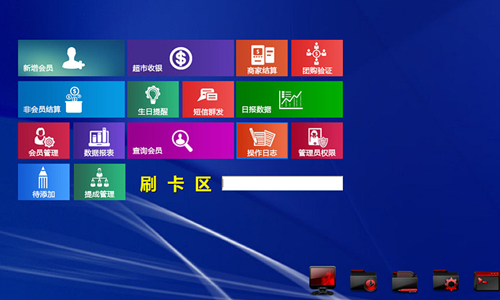 新增会员
超市收银
商家结算
团购验证
非会员结算
生日提醒
短信群发
日报数据
会员管理
数据报表
查询会员
操作日志
管理员权限
待添加
提成管理
刷卡区